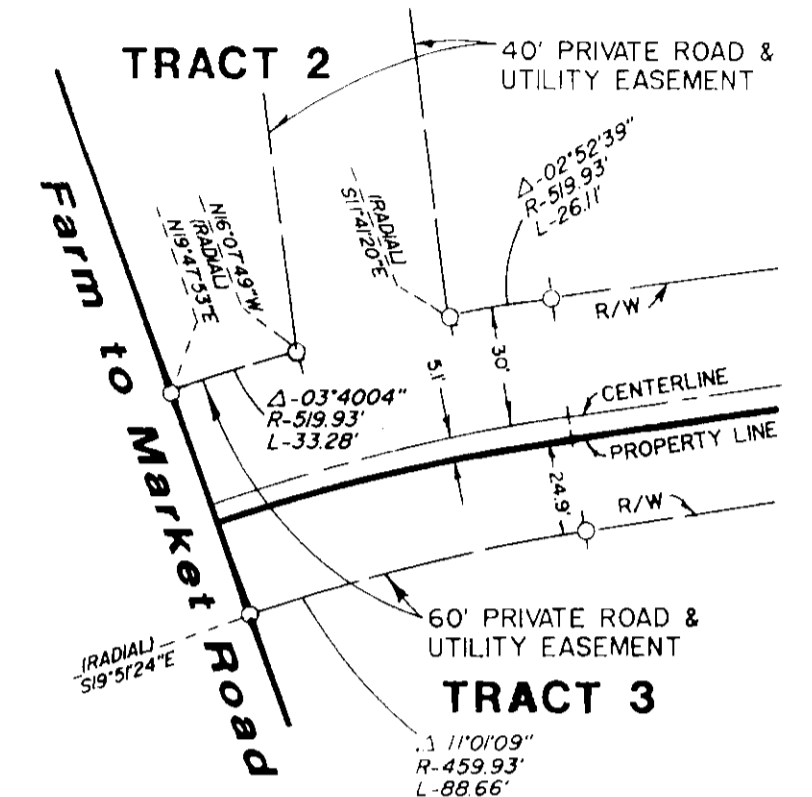 TRACT 2
40' PRIVATE ROAD &
UTILITY EASEMENT
Δ-02°52'39"
R-519.93'
L-26.11'
(RADIAL)
S11°41'20"E
N16°07'49"W
(RADIAL)
N19°47'53"E
Farm to Market Road
R/W
30'
5.1'
CENTERLINE
PROPERTY LINE
Δ-03°4004"
R-519.93'
L-33.28'
24.9'
R/W
60' PRIVATE ROAD &
UTILITY EASEMENT
(RADIAL)
S19°51'24"E
TRACT 3
Δ 11°01'09"
R-459.93'
L-88.66'